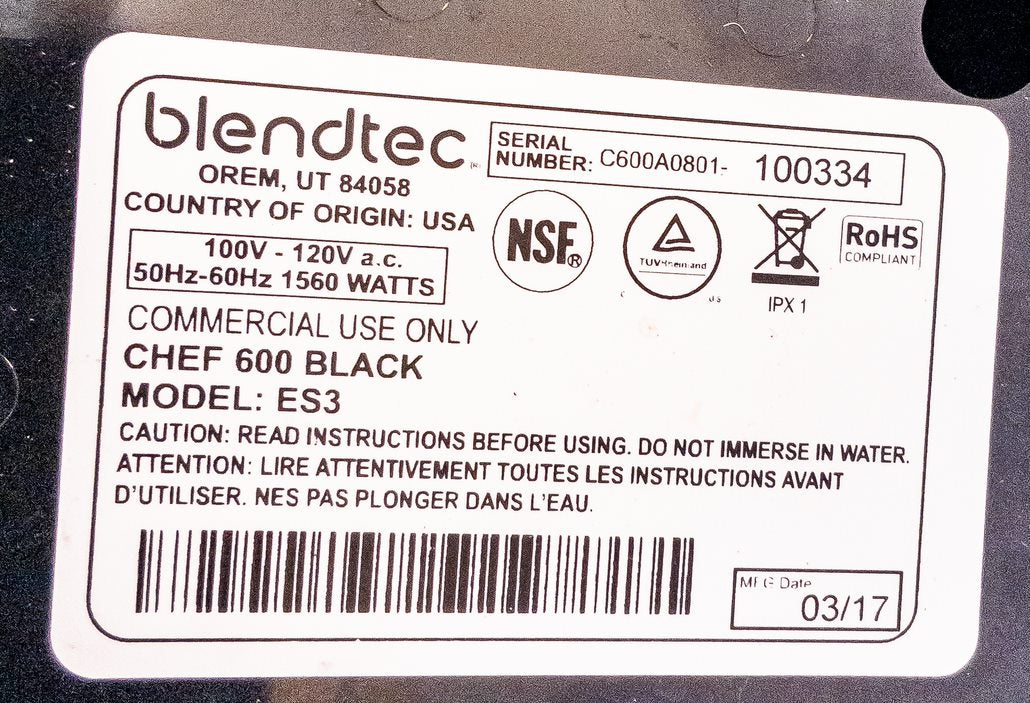 blendtec®
OREM, UT 84058
COUNTRY OF ORIGIN: USA
SERIAL
NUMBER: C600A0801- 100334
100V - 120V a.c.
50Hz-60Hz 1560 WATTS
NSF®
TUVRheinland
C US
IPX 1
RoHS
COMPLIANT
COMMERCIAL USE ONLY
CHEF 600 BLACK
MODEL: ES3
CAUTION: READ INSTRUCTIONS BEFORE USING. DO NOT IMMERSE IN WATER.
ATTENTION: LIRE ATTENTIVEMENT TOUTES LES INSTRUCTIONS AVANT
D'UTILISER. NES PAS PLONGER DANS L'EAU.
MFG Date
03/17